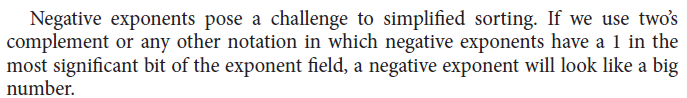 Negative exponents pose a challenge to simplified sorting. If we use two’s
complement or any other notation in which negative exponents have a 1 in the
most significant bit of the exponent field, a negative exponent will look like a big
number.